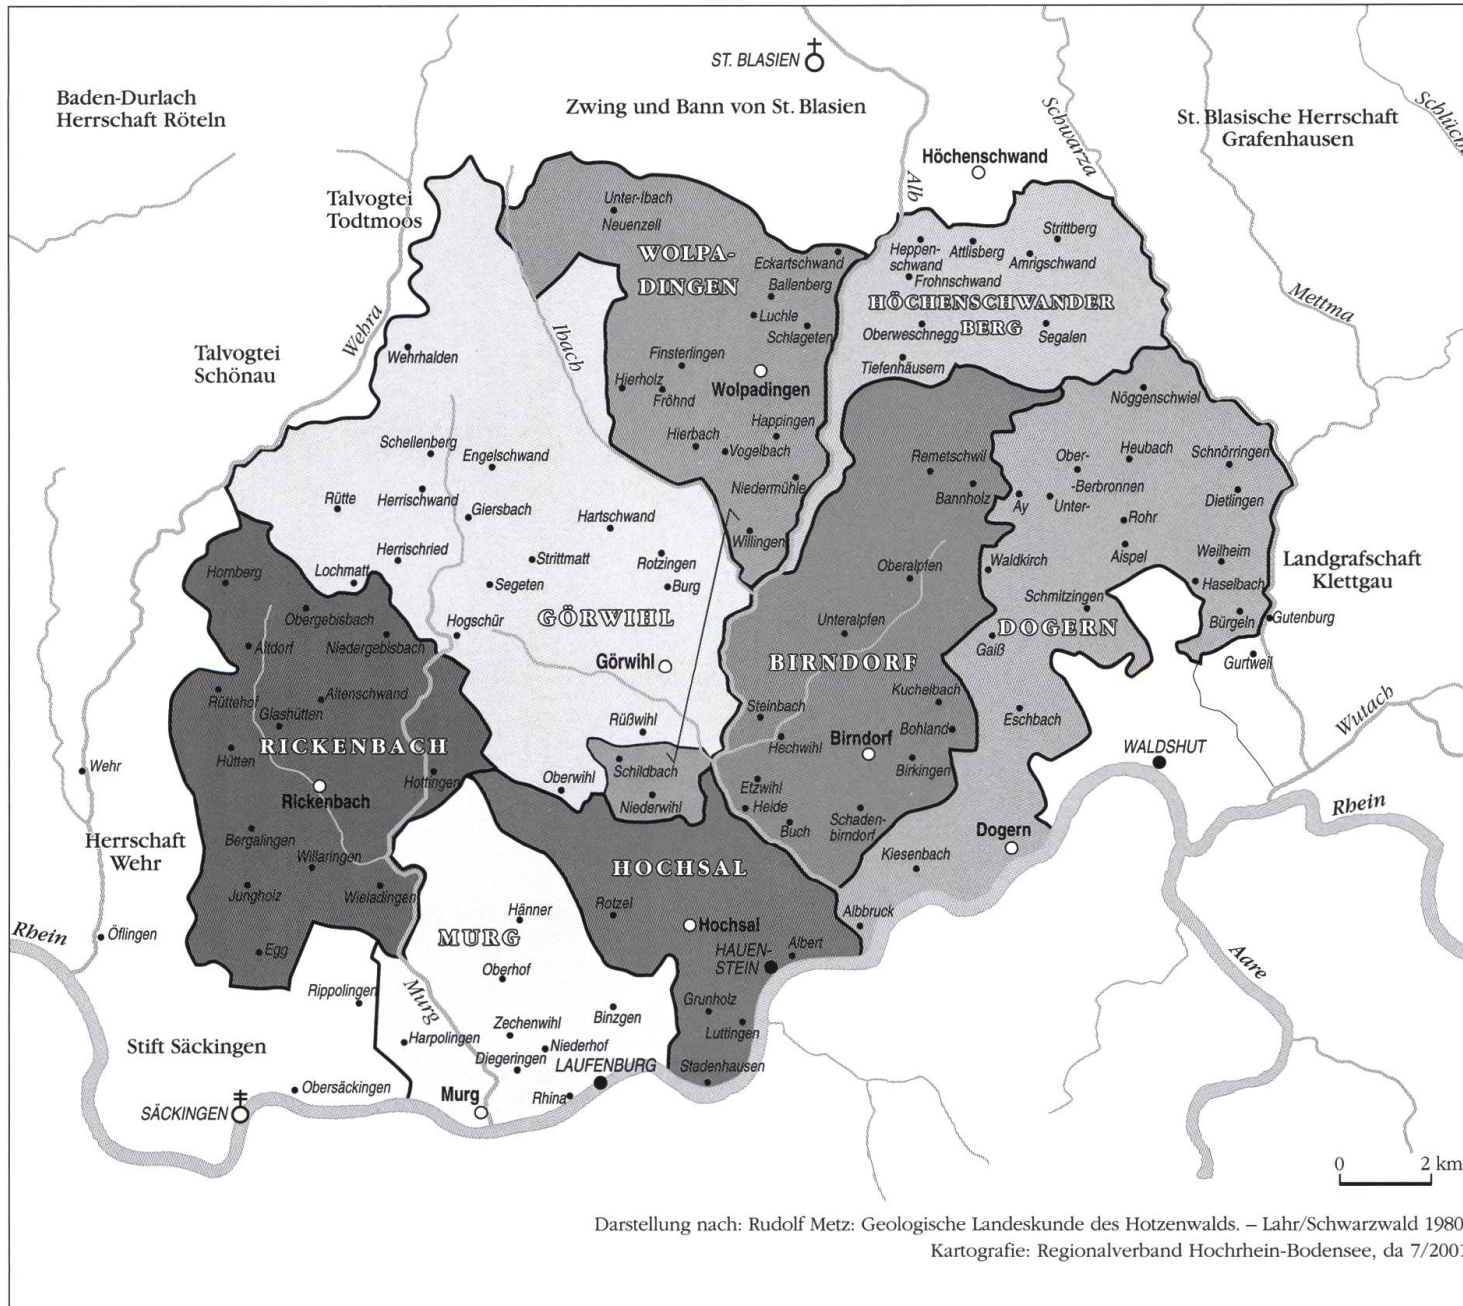 ST. BLASIEN
Baden-Durlach
Herrschaft Röteln
Zwing und Bann von St. Blasien
St. Blasische Herrschaft
Grafenhausen
Schwarza
Höchenschwand
Alb
Talvogtei
Todtmoos
Unter-Ibach
Neuenzell
WOLPA-
DINGEN
Eckartschwand
Ballenberg
Luchle
Schlageten
Finsterlingen
Hierholz
Fröhnd
Wolpadingen
Happingen
Hierbach
Vogelbach
Niedermühle
Willingen
Heppen-
schwand
Attlisberg
Strittberg
Amrigschwand
Frohnschwand
HÖCHENSCHWANDER
BERG
Oberweschnegg
Segalen
Tiefenhäusern
Mettma
Wehra
Ibach
Talvogtei
Schönau
Wehrhalden
Schellenberg
Engelschwand
Rütte
Herrischwand
Giersbach
Hartschwand
Herrischried
Strittmatt
Rotzingen
Lochmatt
Segeten
Burg
GÖRWIHL
Hogschür
Görwihl
Rüßwihl
Oberwihl
Schildbach
Niederwihl
Nöggenschwiel
Remetschwil
Bannholz
Ober-
-Berbronnen
Unter-
Heubach
Schnörringen
Dietlingen
Ay
Rohr
Aispel
Weilheim
Haselbach
Waldkirch
Schmitzingen
DOGERN
Bürgeln
Gutenburg
Gurtweil
Gaiß
Eschbach
Landgrafschaft
Klettgau
Oberalpfen
Unteralpfen
BIRNDORF
Kuchelbach
Steinbach
Bohland
Hechwihl
Birndorf
Birkingen
Etzwihl
Heide
Buch
Schaden-
birndorf
Kiesenbach
Dogern
Albbruck
WALDSHUT
Wutach
Rhein
Aare
Hornberg
Obergebisbach
Altdorf
Niedergebisbach
Rüttehof
Altenschwand
Glashütten
RICKENBACH
Hütten
Hottingen
Rickenbach
Bergalingen
Willaringen
Jungholz
Wieladingen
Egg
Wehr
Herrschaft
Wehr
Öflingen
Rhein
HOCHSAL
Rotzel
Hochsal
HAUEN-
STEIN
Albert
Grunholz
Luttingen
Stadenhausen
Hänner
MURG
Oberhof
Murg
Rippolingen
Harpolingen
Zechenwihl
Binzgen
Niederhof
Diegeringen
LAUFENBURG
Rhina
Murg
Stift Säckingen
Obersäckingen
SÄCKINGEN
0 2 km
Darstellung nach: Rudolf Metz: Geologische Landeskunde des Hotzenwalds. – Lahr/Schwarzwald 1980
Kartografie: Regionalverband Hochrhein-Bodensee, da 7/2001